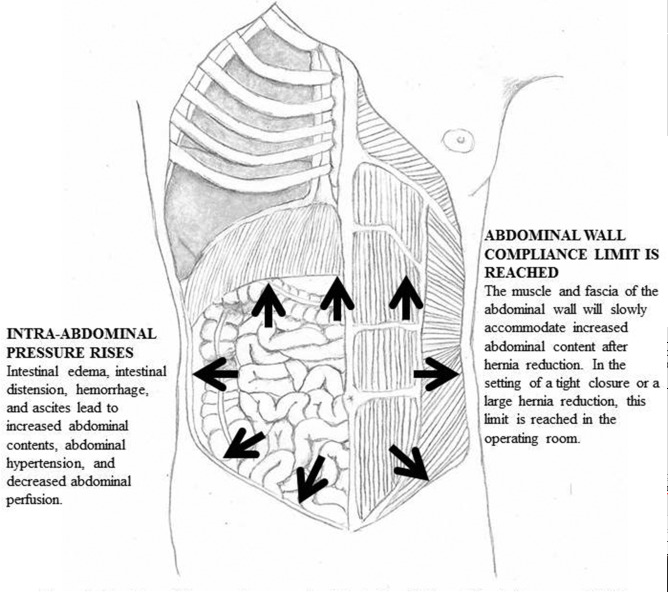 INTRA-ABDOMINAL
PRESSURE RISES
Intestinal edema, intestinal
distension, hemorrhage,
and ascites lead to
increased abdominal
contents, abdominal
hypertension, and
decreased abdominal
perfusion.
ABDOMINAL WALL
COMPLIANCE LIMIT IS
REACHED
The muscle and fascia of the
abdominal wall will slowly
accommodate increased
abdominal content after
hernia reduction. In the
setting of a tight closure or a
large hernia reduction, this
limit is reached in the
operating room.